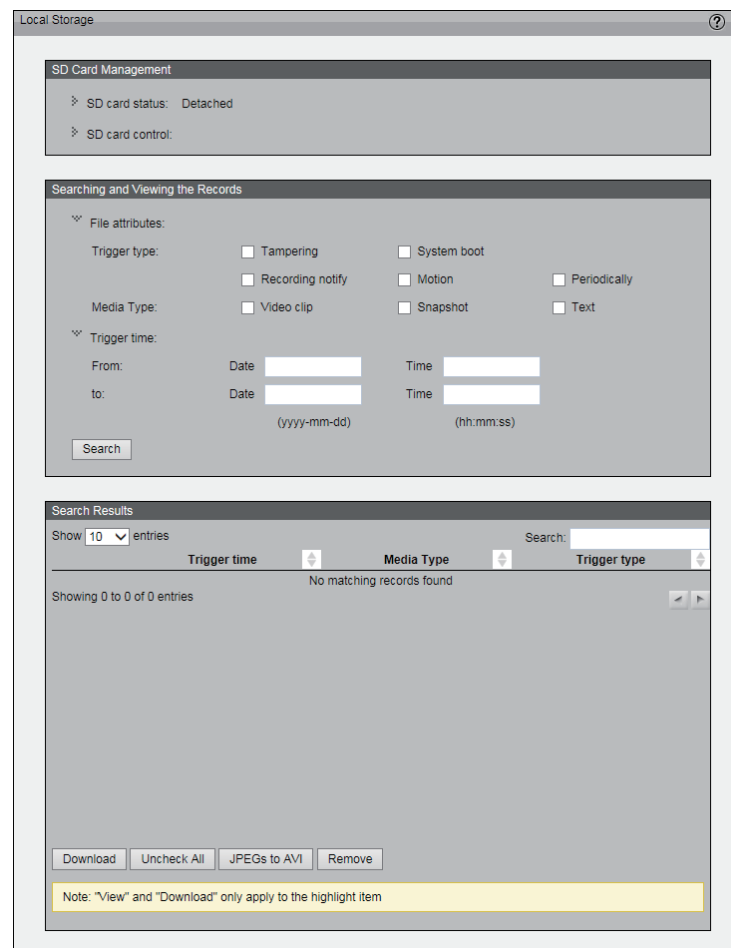 Local Storage
?
SD Card Management
SD card status: Detached
SD card control:
Searching and Viewing the Records
File attributes:
Trigger type: Tampering System boot
Recording notify Motion Periodically
Media Type: Video clip Snapshot Text
Trigger time:
From: Date Time
to: Date Time
(yyyy-mm-dd) (hh:mm:ss)
Search
Search Results
Show 10 entries Search:
Trigger time Media Type Trigger type
No matching records found
Showing 0 to 0 of 0 entries
Download Uncheck All JPEGs to AVI Remove
Note: "View" and "Download" only apply to the highlight item